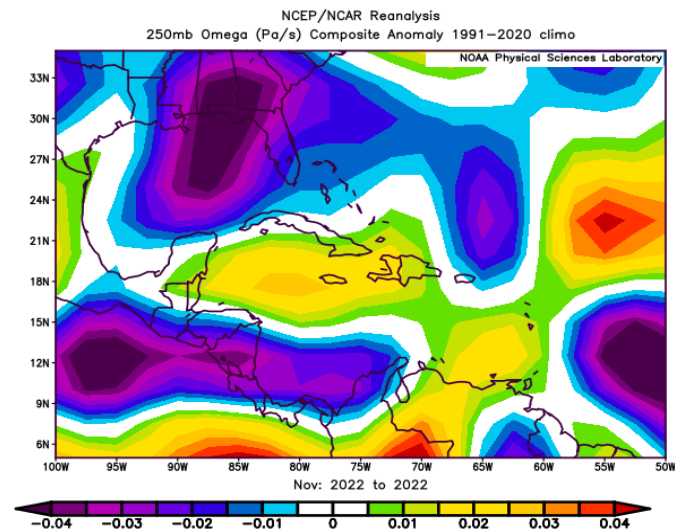 NCEP/NCAR Reanalysis
250mb Omega (Pa/s) Composite Anomaly 1991−2020 climo
NOAA Physical Sciences Laboratory
33N
30N
27N
24N
21N
18N
15N
12N
9N
6N
100W 95W 90W 85W 80W 75W 70W 65W 60W 55W 50W
Nov: 2022 to 2022
−0.04 −0.03 −0.02 −0.01 0 0.01 0.02 0.03 0.04